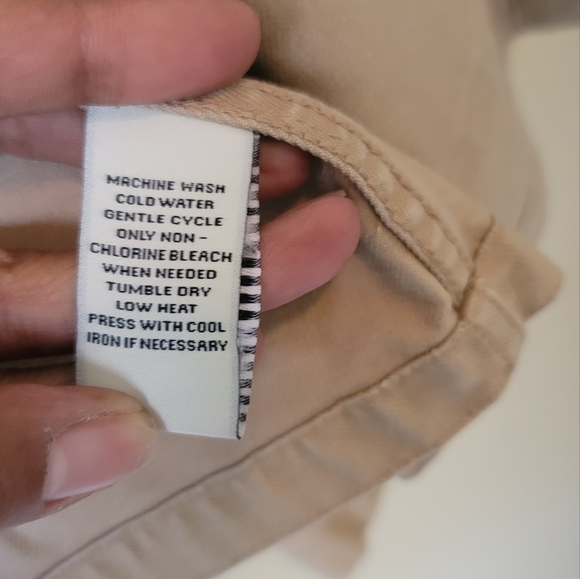 MACHINE WASH
COLD WATER
GENTLE CYCLE
ONLY NON-
CHLORINE BLEACH
WHEN NEEDED
TUMBLE DRY
LOW HEAT
PRESS WITH COOL
IRON IF NECESSARY